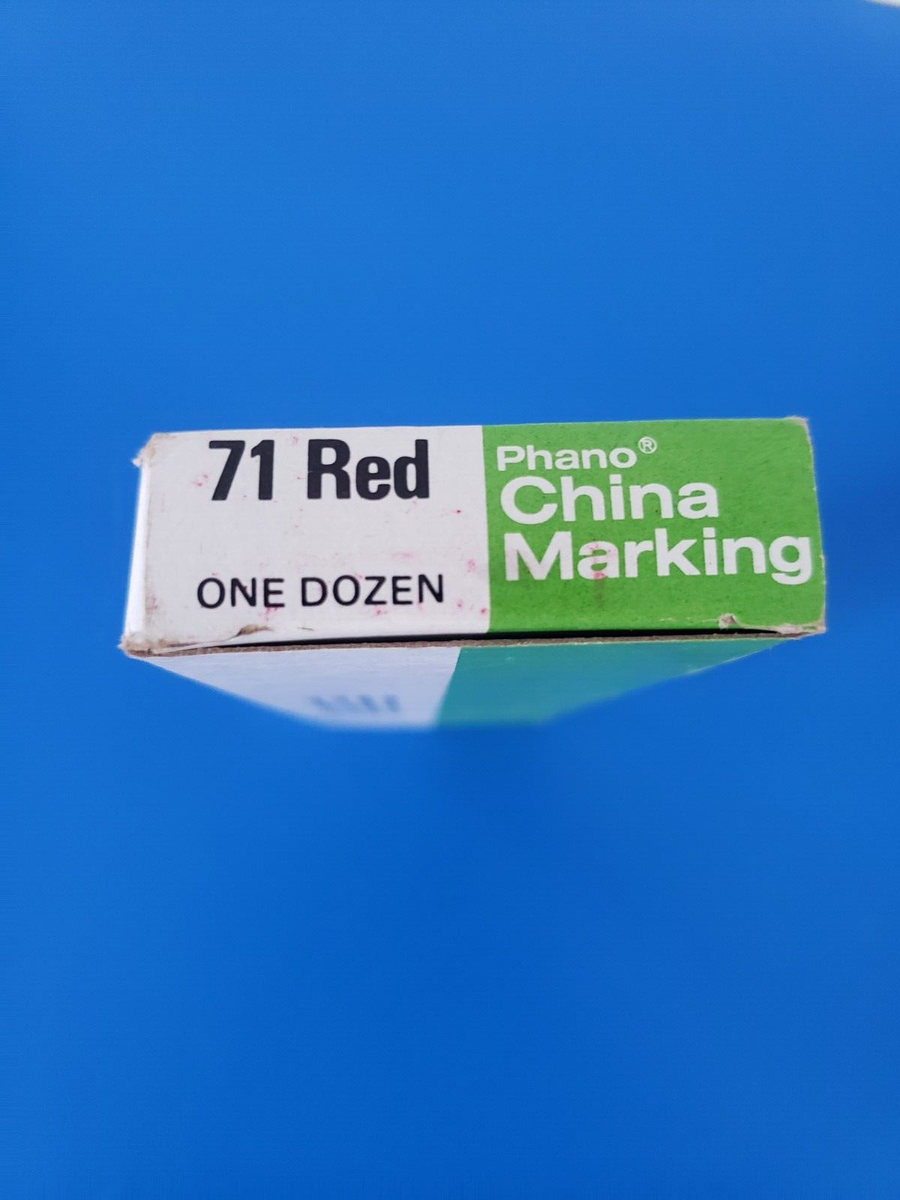 71 Red
ONE DOZEN
Phano®
China
Marking